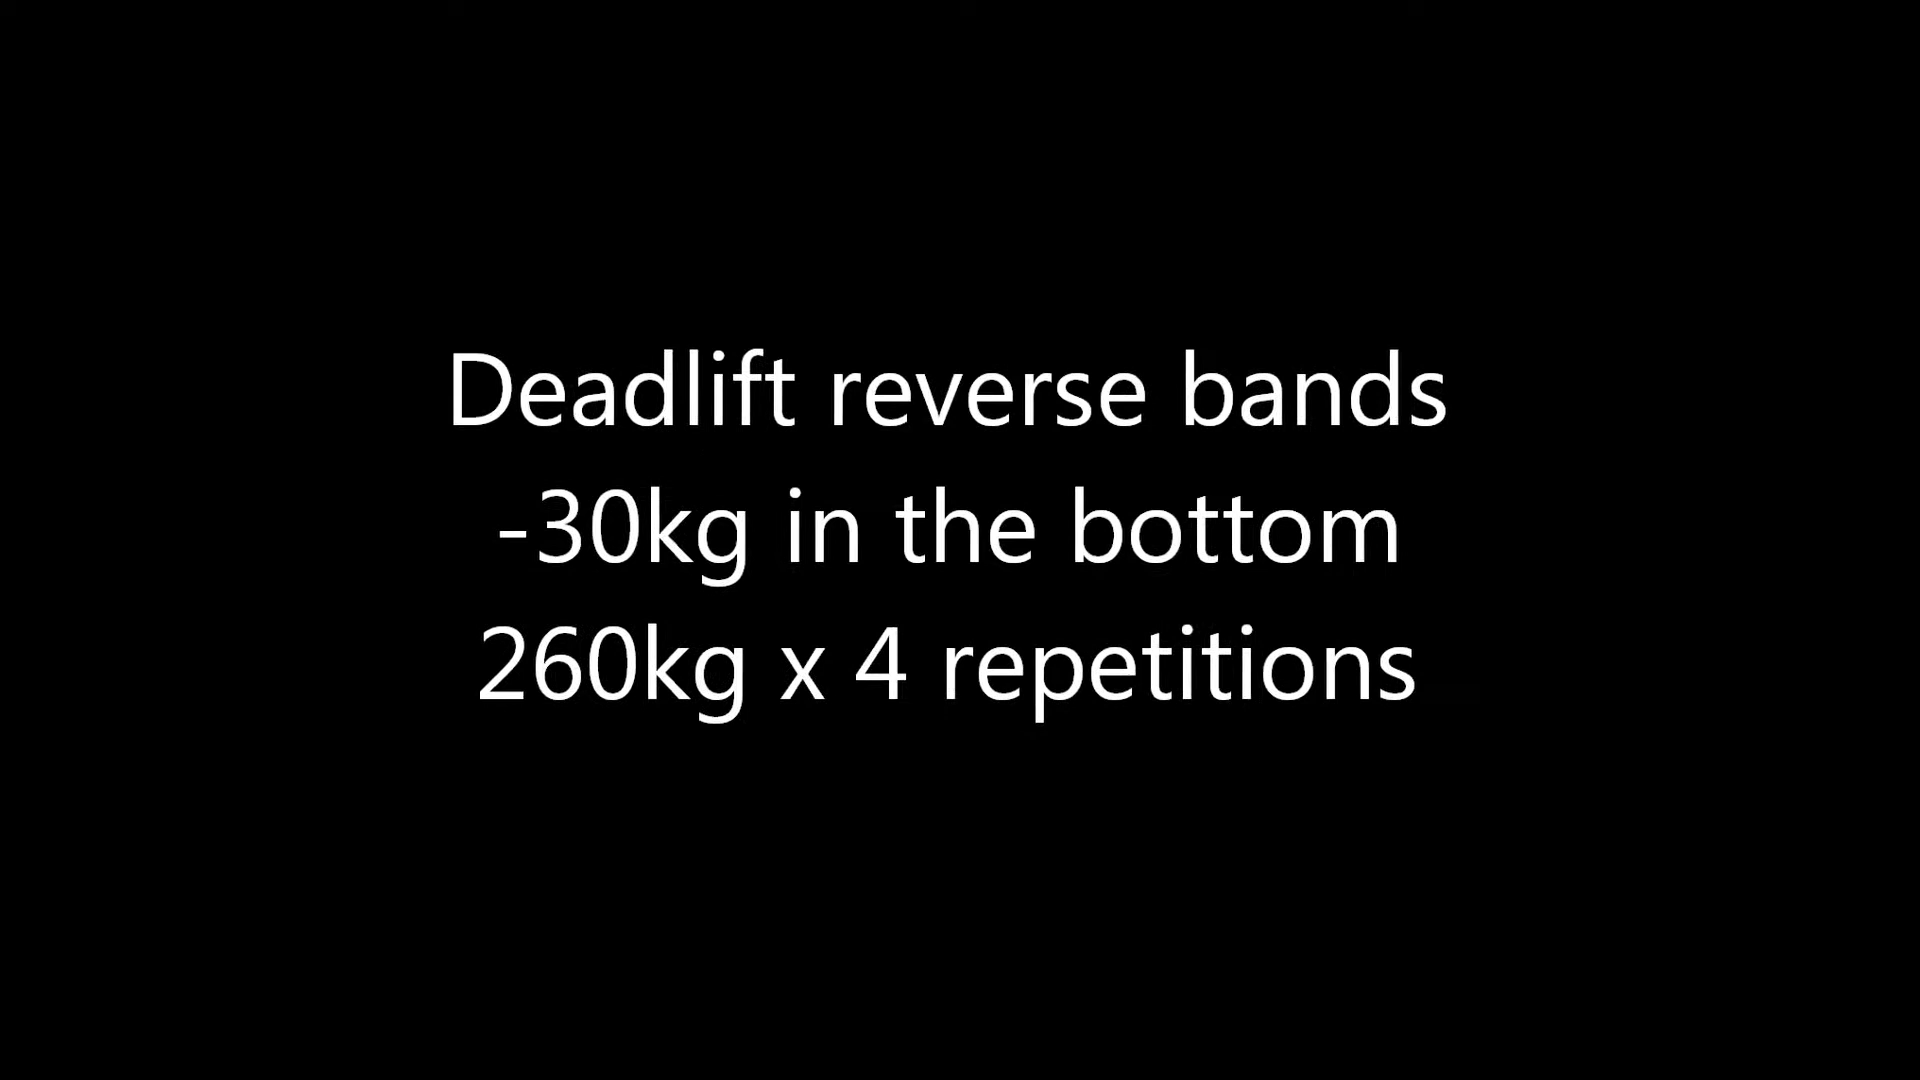 Deadlift reverse bands
-30kg in the bottom
260kg x 4 repetitions